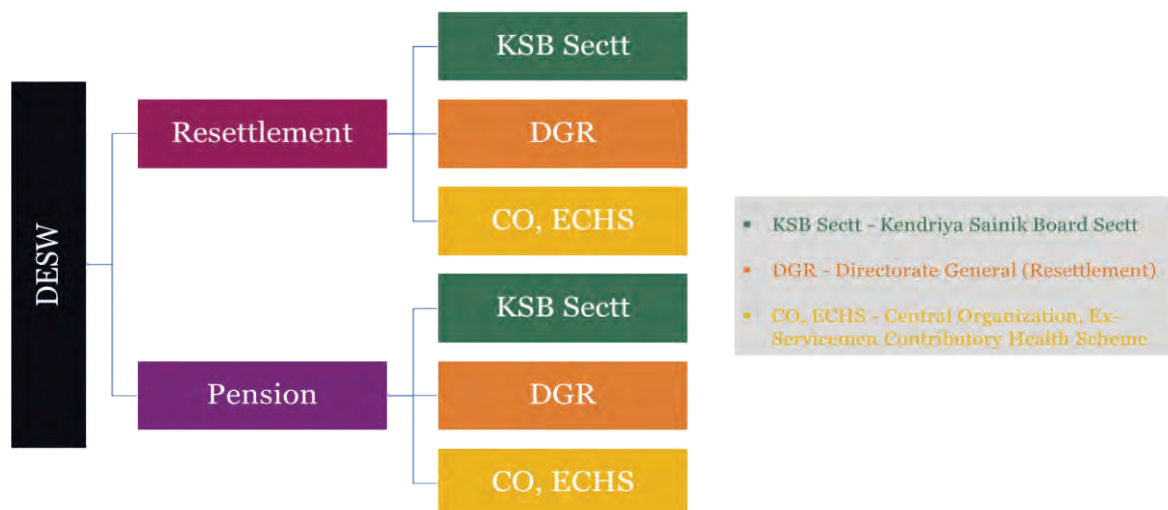 DESW
Resettlement
KSB Sectt
DGR
CO, ECHS
Pension
KSB Sectt
DGR
CO, ECHS
KSB Sectt - Kendriya Sainik Board Sectt
DGR - Directorate General (Resettlement)
CO, ECHS - Central Organization, Ex-
Servicemen Contributory Health Scheme